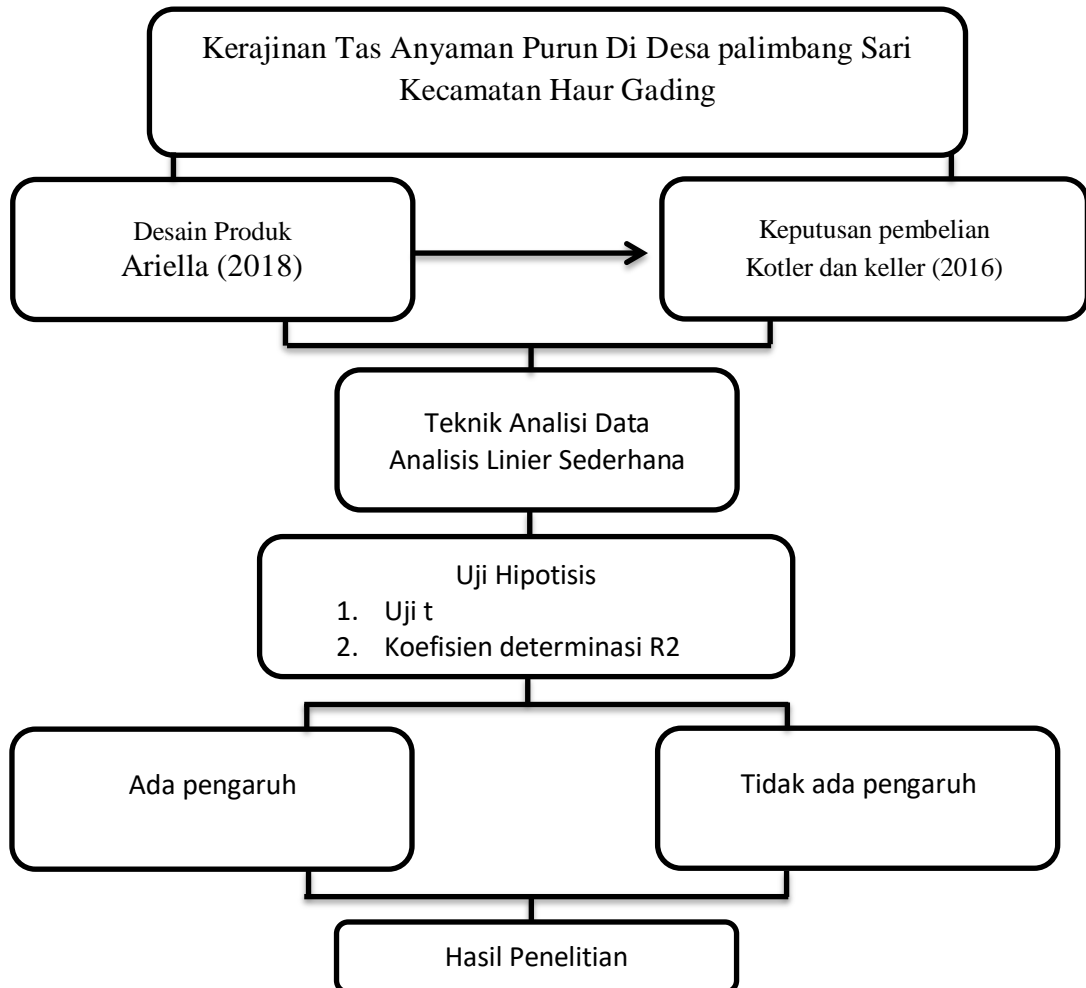 Kerajinan Tas Anyaman Purun Di Desa palimbang Sari
Kecamatan Haur Gading
Desain Produk
Ariella (2018)
Keputusan pembelian
Kotler dan keller (2016)
Teknik Analisi Data
Analisis Linier Sederhana
Uji Hipotisis
1. Uji t
2. Koefisien determinasi R2
Ada pengaruh
Tidak ada pengaruh
Hasil Penelitian